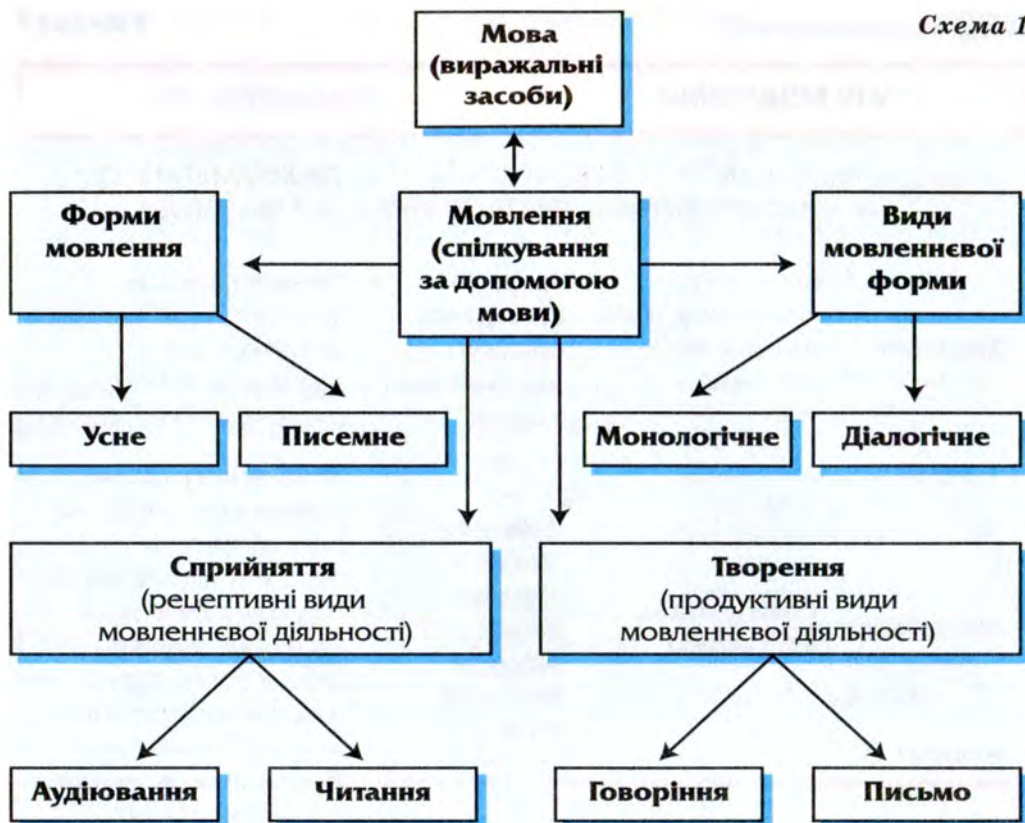 Схема 1
Мова
(виражальні
засоби)
Форми
мовлення
Мовлення
(спілкування
за допомогою
мови)
Види
мовленнєвої
форми
Усне
Писемне
Монологічне
Діалогічне
Сприйняття
(рецептивні види
мовленнєвої діяльності)
Творення
(продуктивні види
мовленнєвої діяльності)
Аудіювання
Читання
Говоріння
Письмо